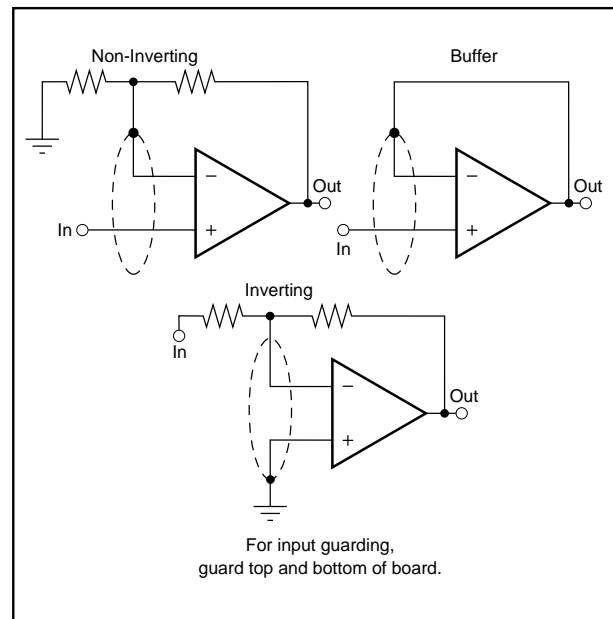 Non-Inverting
Buffer
−
+
In
Out
−
+
In
Out
Inverting
In
−
+
Out
For input guarding,
guard top and bottom of board.